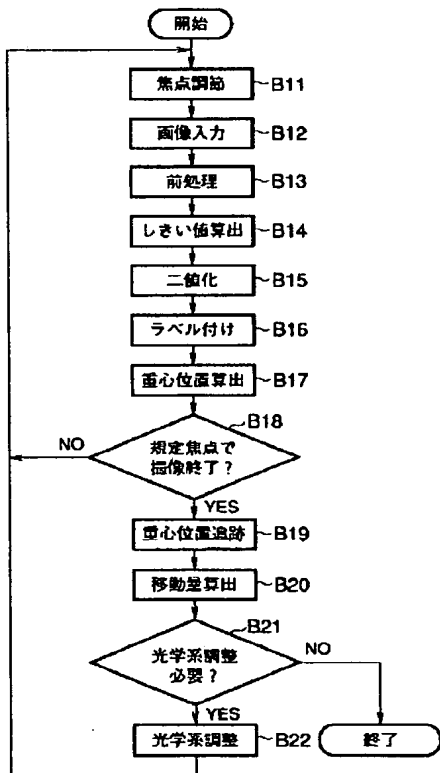 開始
焦点調節 B11
画像入力 B12
前処理 B13
しきい値算出 B14
二値化 B15
ラベル付け B16
重心位置算出 B17
B18
規定焦点で
撮像終了?
NO
YES
重心位置追跡 B19
移動量算出 B20
B21
光学系調整
必要?
NO
YES
光学系調整 B22
終了